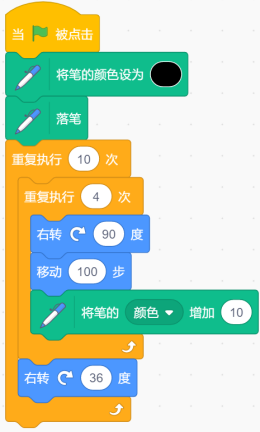 当 被点击
将笔的颜色设为
落笔
重复执行 10 次
重复执行 4 次
右转 90 度
移动 100 步
将笔的 颜色 增加 10
右转 36 度